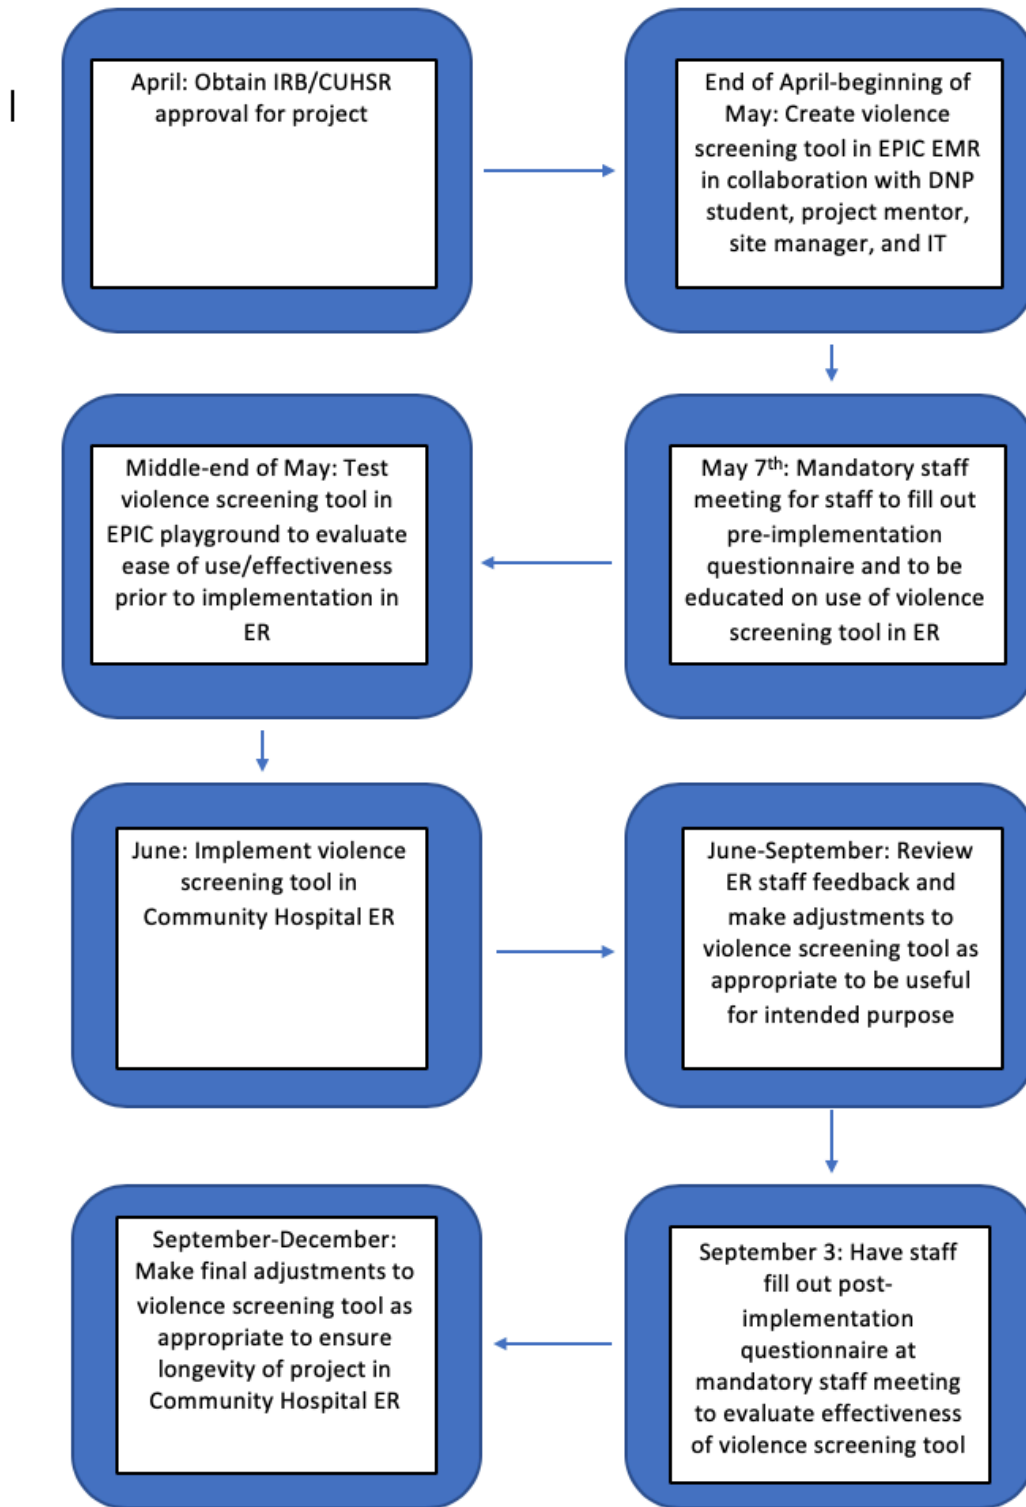 April: Obtain IRB/CUHSR
approval for project
End of April-beginning of
May: Create violence
screening tool in EPIC EMR
in collaboration with DNP
student, project mentor,
site manager, and IT
May 7th: Mandatory staff
meeting for staff to fill out
pre-implementation
questionnaire and to be
educated on use of violence
screening tool in ER
Middle-end of May: Test
violence screening tool in
EPIC playground to evaluate
ease of use/effectiveness
prior to implementation in
ER
June: Implement violence
screening tool in
Community Hospital ER
June-September: Review
ER staff feedback and
make adjustments to
violence screening tool as
appropriate to be useful
for intended purpose
September 3: Have staff
fill out post-
implementation
questionnaire at
mandatory staff meeting
to evaluate effectiveness
of violence screening tool
September-December:
Make final adjustments to
violence screening tool as
appropriate to ensure
longevity of project in
Community Hospital ER